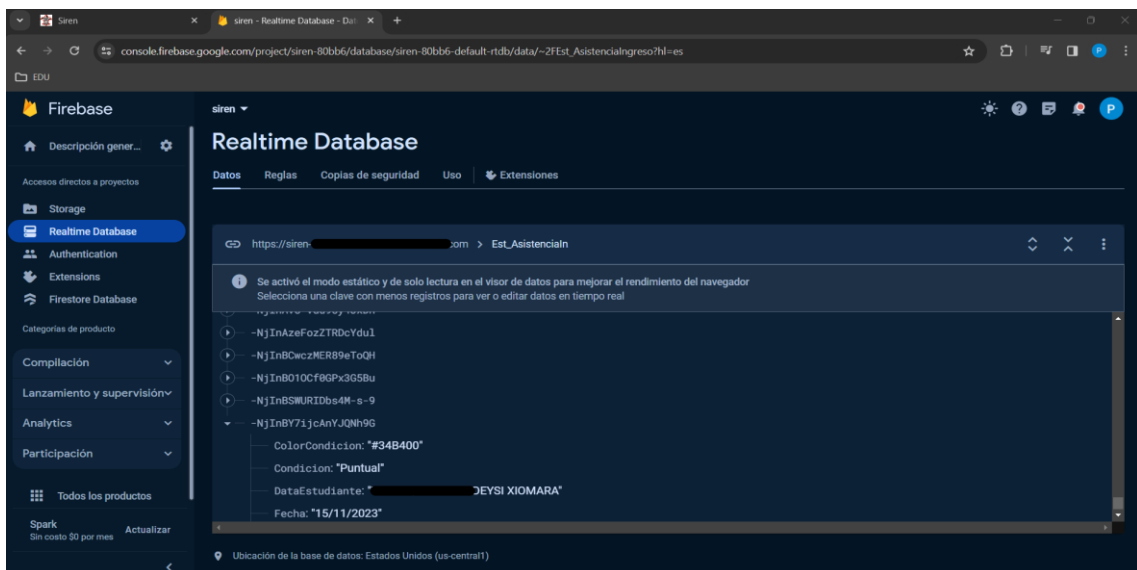 Siren
siren - Realtime Database - Dat
console.firebase.google.com/project/siren-80bb6/database/siren-80bb6-default-rtdb/data/~2FEst_AsistenciaIngreso?hl=es
EDU
P
Firebase
siren
P
Descripción gener...
Realtime Database
Accesos directos a proyectos
Datos Reglas Copias de seguridad Uso Extensiones
Storage
Realtime Database
Authentication
Extensions
Firestore Database
https://siren- com > Est_AsistenciaIn
Se activó el modo estático y de solo lectura en el visor de datos para mejorar el rendimiento del navegador
Selecciona una clave con menos registros para ver o editar datos en tiempo real
Categorías de producto
Compilación
Lanzamiento y supervisión
Analytics
Participación
Todos los productos
Spark
Sin costo $0 por mes
Actualizar
-NjInAzeFozZTRDcYdul
-NjInBCwczMER89eToQH
-NjInBO1OCf0GPx3G5Bu
-NjInBSWURIDbs4M-s-9
-NjInBY7ijcAnYJQNh9G
ColorCondicion: "#34B400"
Condicion: "Puntual"
DataEstudiante: " DEYSI XIOMARA"
Fecha: "15/11/2023"
Ubicación de la base de datos: Estados Unidos (us-central1)